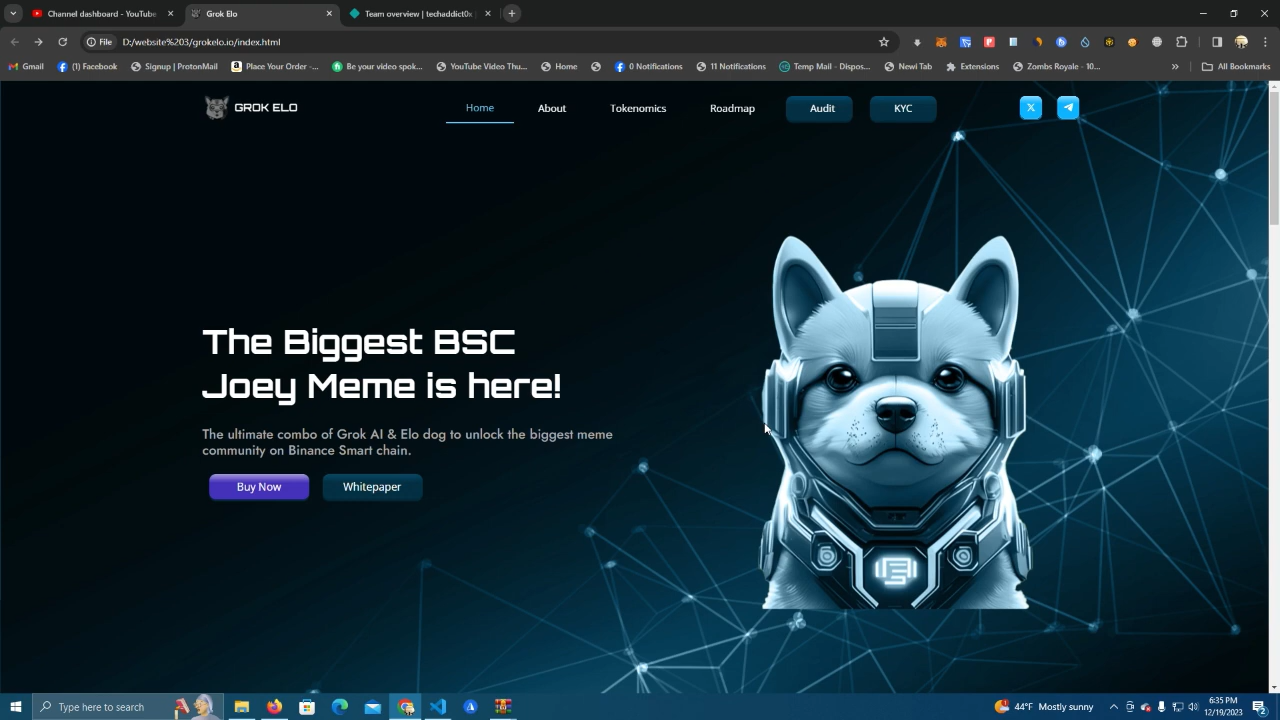 Channel dashboard - YouTube
Grok Elo
Team overview | techaddict0x
File
D:/website%203/grokelo.io/index.html
Gmail
(1) Facebook
Signup | ProtonMail
Place Your Order -...
Be your video spok...
YouTube Video Thu...
Home
0 Notifications
11 Notifications
Temp Mail - Dispos...
Newi Tab
Extensions
Zombs Royale - 10...
»
All Bookmarks
GROK ELO
Home
About
Tokenomics
Roadmap
Audit
KYC
The Biggest BSC
Joey Meme is here!
The ultimate combo of Grok AI & Elo dog to unlock the biggest meme
community on Binance Smart chain.
Buy Now
Whitepaper
Type here to search
44°F Mostly sunny
6:35 PM
12/19/2023
2